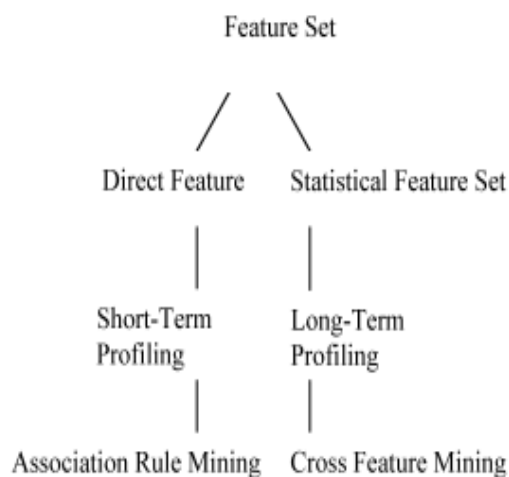 Feature Set
Direct Feature
Statistical Feature Set
Short-Term
Profiling
Long-Term
Profiling
Association Rule Mining
Cross Feature Mining